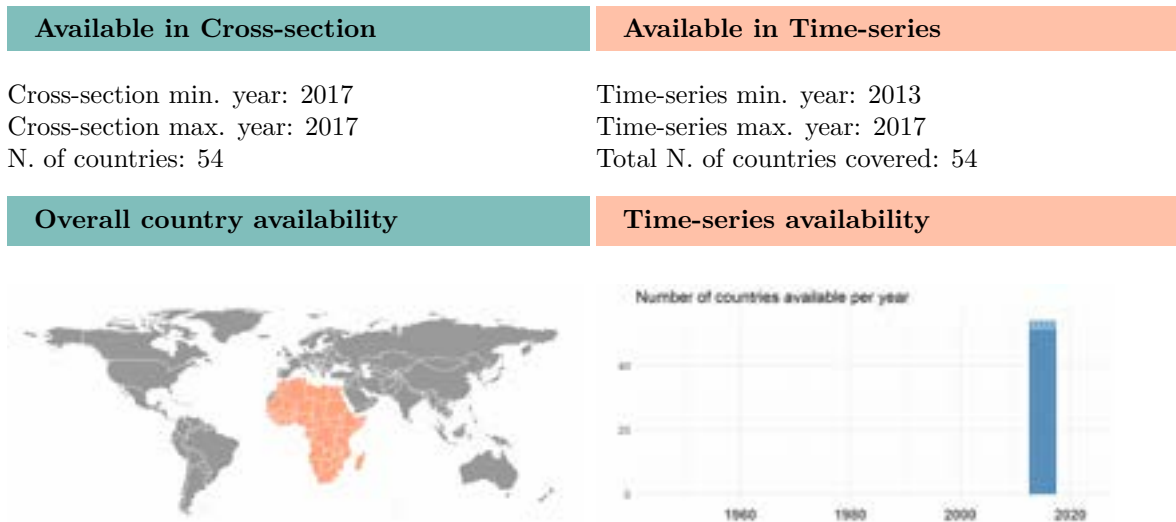 Available in Cross-section
Available in Time-series
Cross-section min. year: 2017
Cross-section max. year: 2017
N. of countries: 54
Time-series min. year: 2013
Time-series max. year: 2017
Total N. of countries covered: 54
Overall country availability
Time-series availability
Number of countries available per year
40
20
0
1960
1980
2000
2020